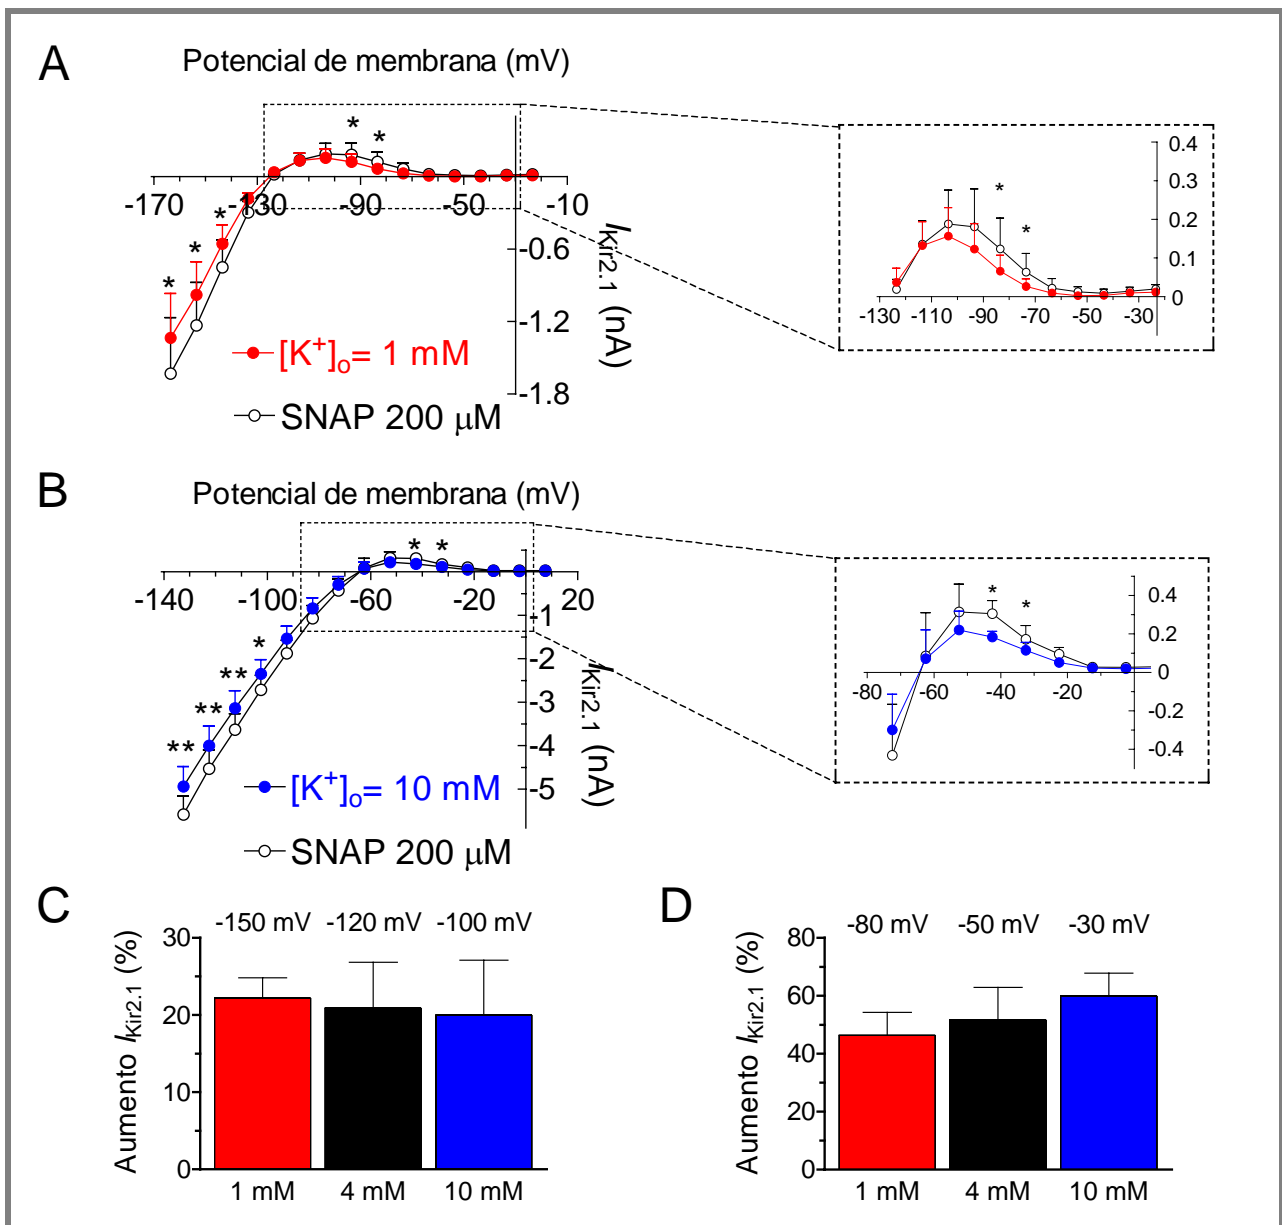 A
Potencial de membrana (mV)
* *
* * *
-170 -130 -90 -50 -10
-0.6
-1.2
-1.8
IKir2.1 (nA)
[K+]o= 1 mM
SNAP 200 μM
0.4
0.3
0.2
0.1
0
* *
-130 -110 -90 -70 -50 -30
B
Potencial de membrana (mV)
* *
** ** ** *
-140 -100 -60 -20 20
-1
-2
-3
-4
-5
IKir2.1 (nA)
[K+]o= 10 mM
SNAP 200 μM
* *
0.4
0.2
0
-0.2
-0.4
-80 -60 -40 -20
C
-150 mV -120 mV -100 mV
Aumento IKir2.1 (%)
30
20
10
0
1 mM 4 mM 10 mM
D
-80 mV -50 mV -30 mV
Aumento IKir2.1 (%)
80
60
40
60
0
1 mM 4 mM 10 mM